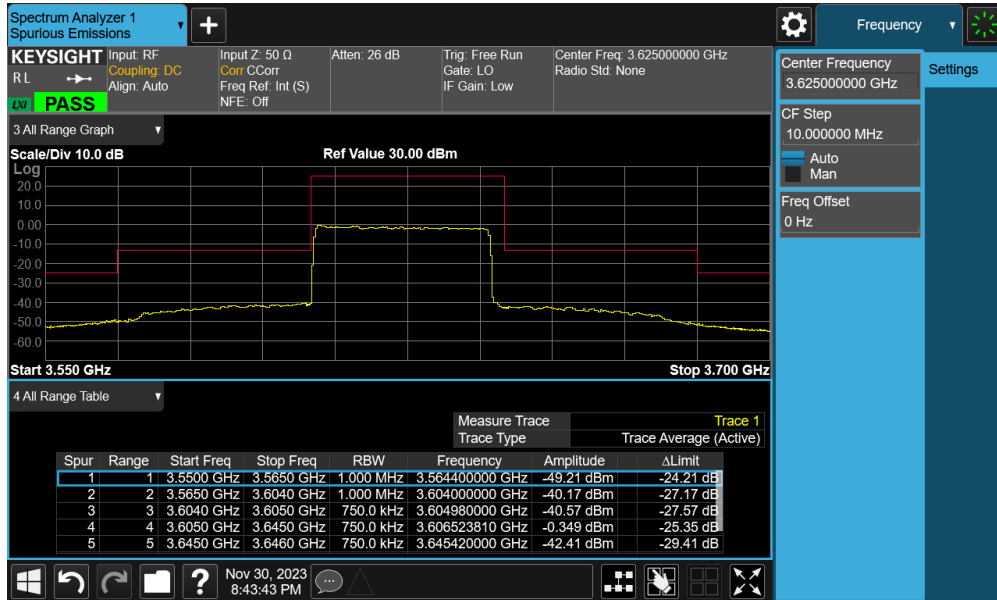 Spectrum Analyzer 1
Spurious Emissions
Frequency
KEYSIGHT
R L
LXI
PASS
Input: RF
Coupling: DC
Align: Auto
Input Z: 50 Ω
Corr CCorr
Freq Ref: Int (S)
NFE: Off
Atten: 26 dB
Trig: Free Run
Gate: LO
IF Gain: Low
Center Freq: 3.625000000 GHz
Radio Std: None
Center Frequency
3.625000000 GHz
Settings
CF Step
10.000000 MHz
Auto
Man
Freq Offset
0 Hz
3 All Range Graph
Scale/Div 10.0 dB
Ref Value 30.00 dBm
Log
20.0
10.0
0.00
-10.0
-20.0
-30.0
-40.0
-50.0
-60.0
Start 3.550 GHz
Stop 3.700 GHz
4 All Range Table
Measure Trace Trace 1
Trace Type Trace Average (Active)
Spur Range Start Freq Stop Freq RBW Frequency Amplitude ΔLimit
1 1 3.5500 GHz 3.5650 GHz 1.000 MHz 3.564400000 GHz -49.21 dBm -24.21 dB
2 2 3.5650 GHz 3.6040 GHz 1.000 MHz 3.604000000 GHz -40.17 dBm -27.17 dB
3 3 3.6040 GHz 3.6050 GHz 750.0 kHz 3.604980000 GHz -40.57 dBm -27.57 dB
4 4 3.6050 GHz 3.6450 GHz 750.0 kHz 3.606523810 GHz -0.349 dBm -25.35 dB
5 5 3.6450 GHz 3.6460 GHz 750.0 kHz 3.645420000 GHz -42.41 dBm -29.41 dB
?
Nov 30, 2023
8:43:43 PM